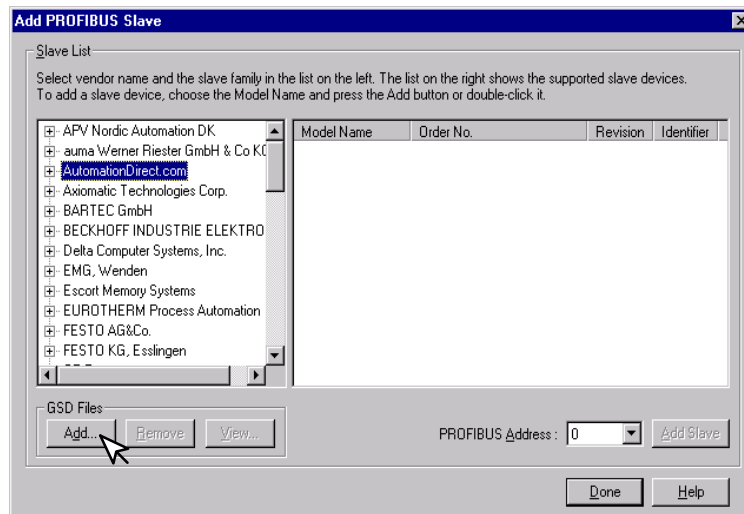 Add PROFIBUS Slave
Slave List
Select vendor name and the slave family in the list on the left. The list on the right shows the supported slave devices.
To add a slave device, choose the Model Name and press the Add button or double-click it.
APV Nordic Automation DK
auma Werner Riester GmbH & Co KG
AutomationDirect.com
Axiomatic Technologies Corp.
BARTEC GmbH
BECKHOFF INDUSTRIE ELEKTRO
Delta Computer Systems, Inc.
EMG, Wenden
Escort Memory Systems
EUROTHERM Process Automation
FESTO AG&Co.
FESTO KG, Esslingen
Model Name Order No. Revision Identifier
GSD Files
Add... Remove View...
PROFIBUS Address : 0 Add Slave
Done Help